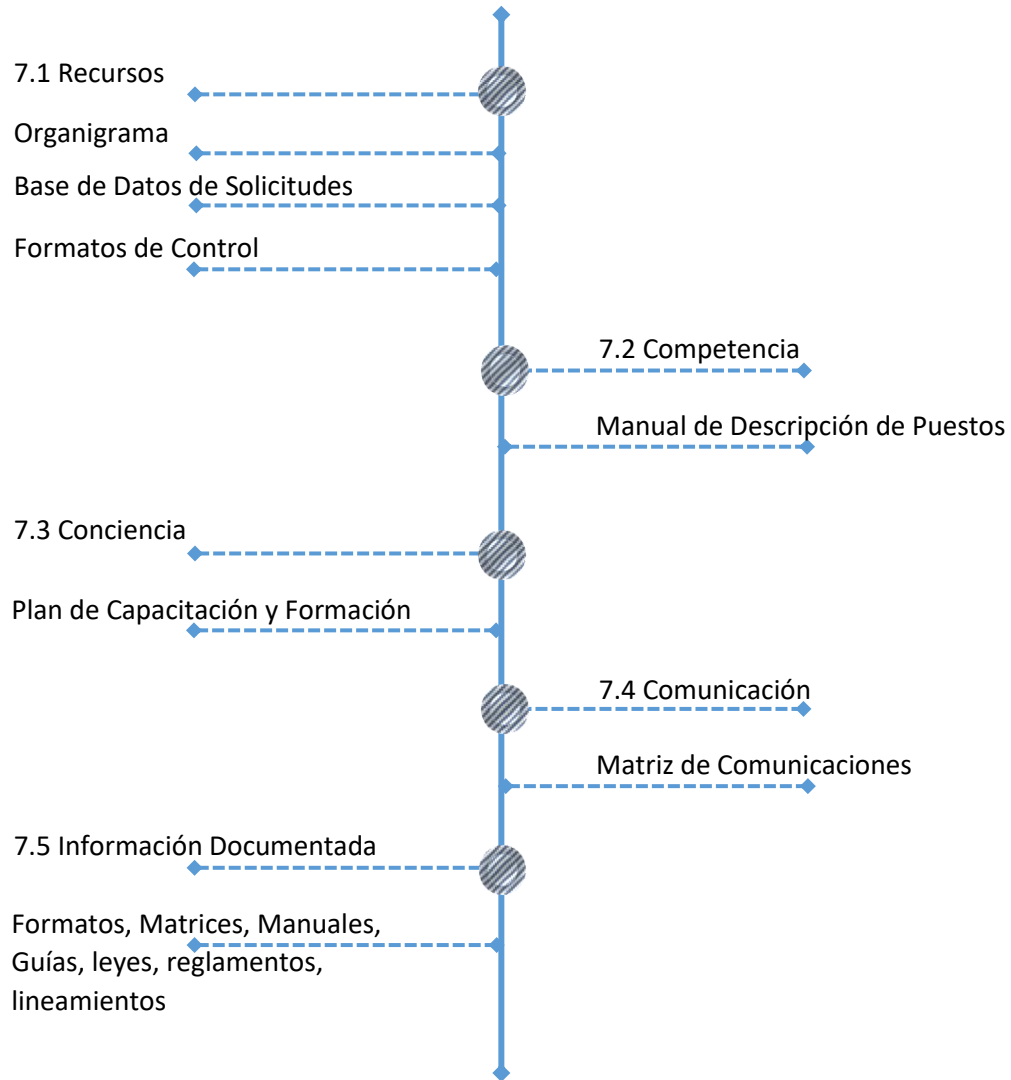 7.1 Recursos
Organigrama
Base de Datos de Solicitudes
Formatos de Control
7.2 Competencia
Manual de Descripción de Puestos
7.3 Conciencia
Plan de Capacitación y Formación
7.4 Comunicación
Matriz de Comunicaciones
7.5 Información Documentada
Formatos, Matrices, Manuales,
Guías, leyes, reglamentos,
lineamientos